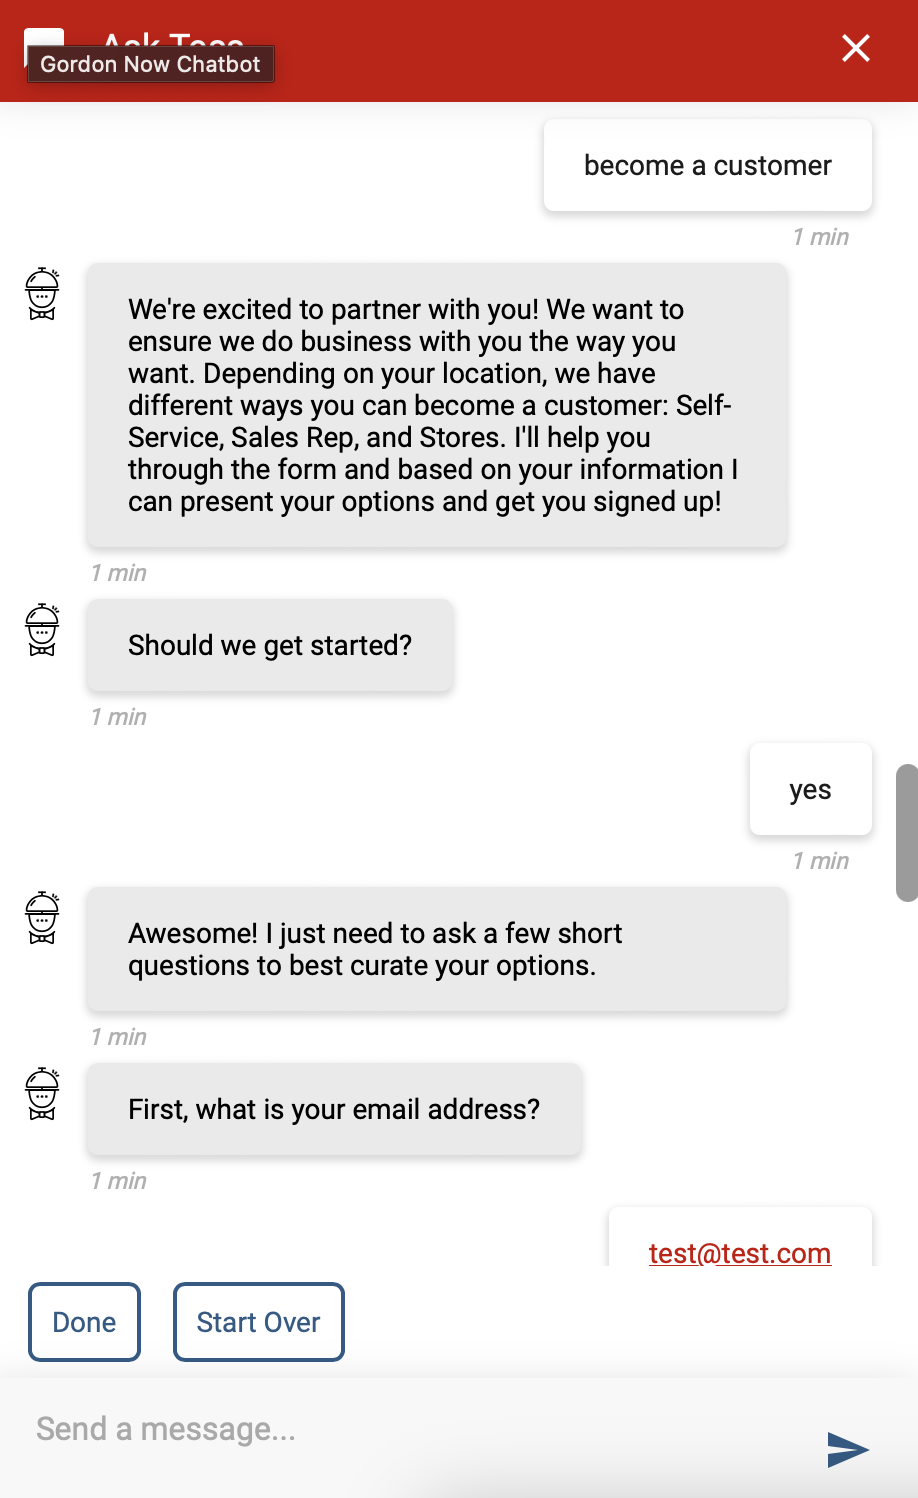 Ask Tess
Gordon Now Chatbot
become a customer
1 min
We're excited to partner with you! We want to
ensure we do business with you the way you
want. Depending on your location, we have
different ways you can become a customer: Self-
Service, Sales Rep, and Stores. I'll help you
through the form and based on your information I
can present your options and get you signed up!
1 min
Should we get started?
1 min
yes
1 min
Awesome! I just need to ask a few short
questions to best curate your options.
1 min
First, what is your email address?
1 min
test@test.com
Done
Start Over
Send a message...